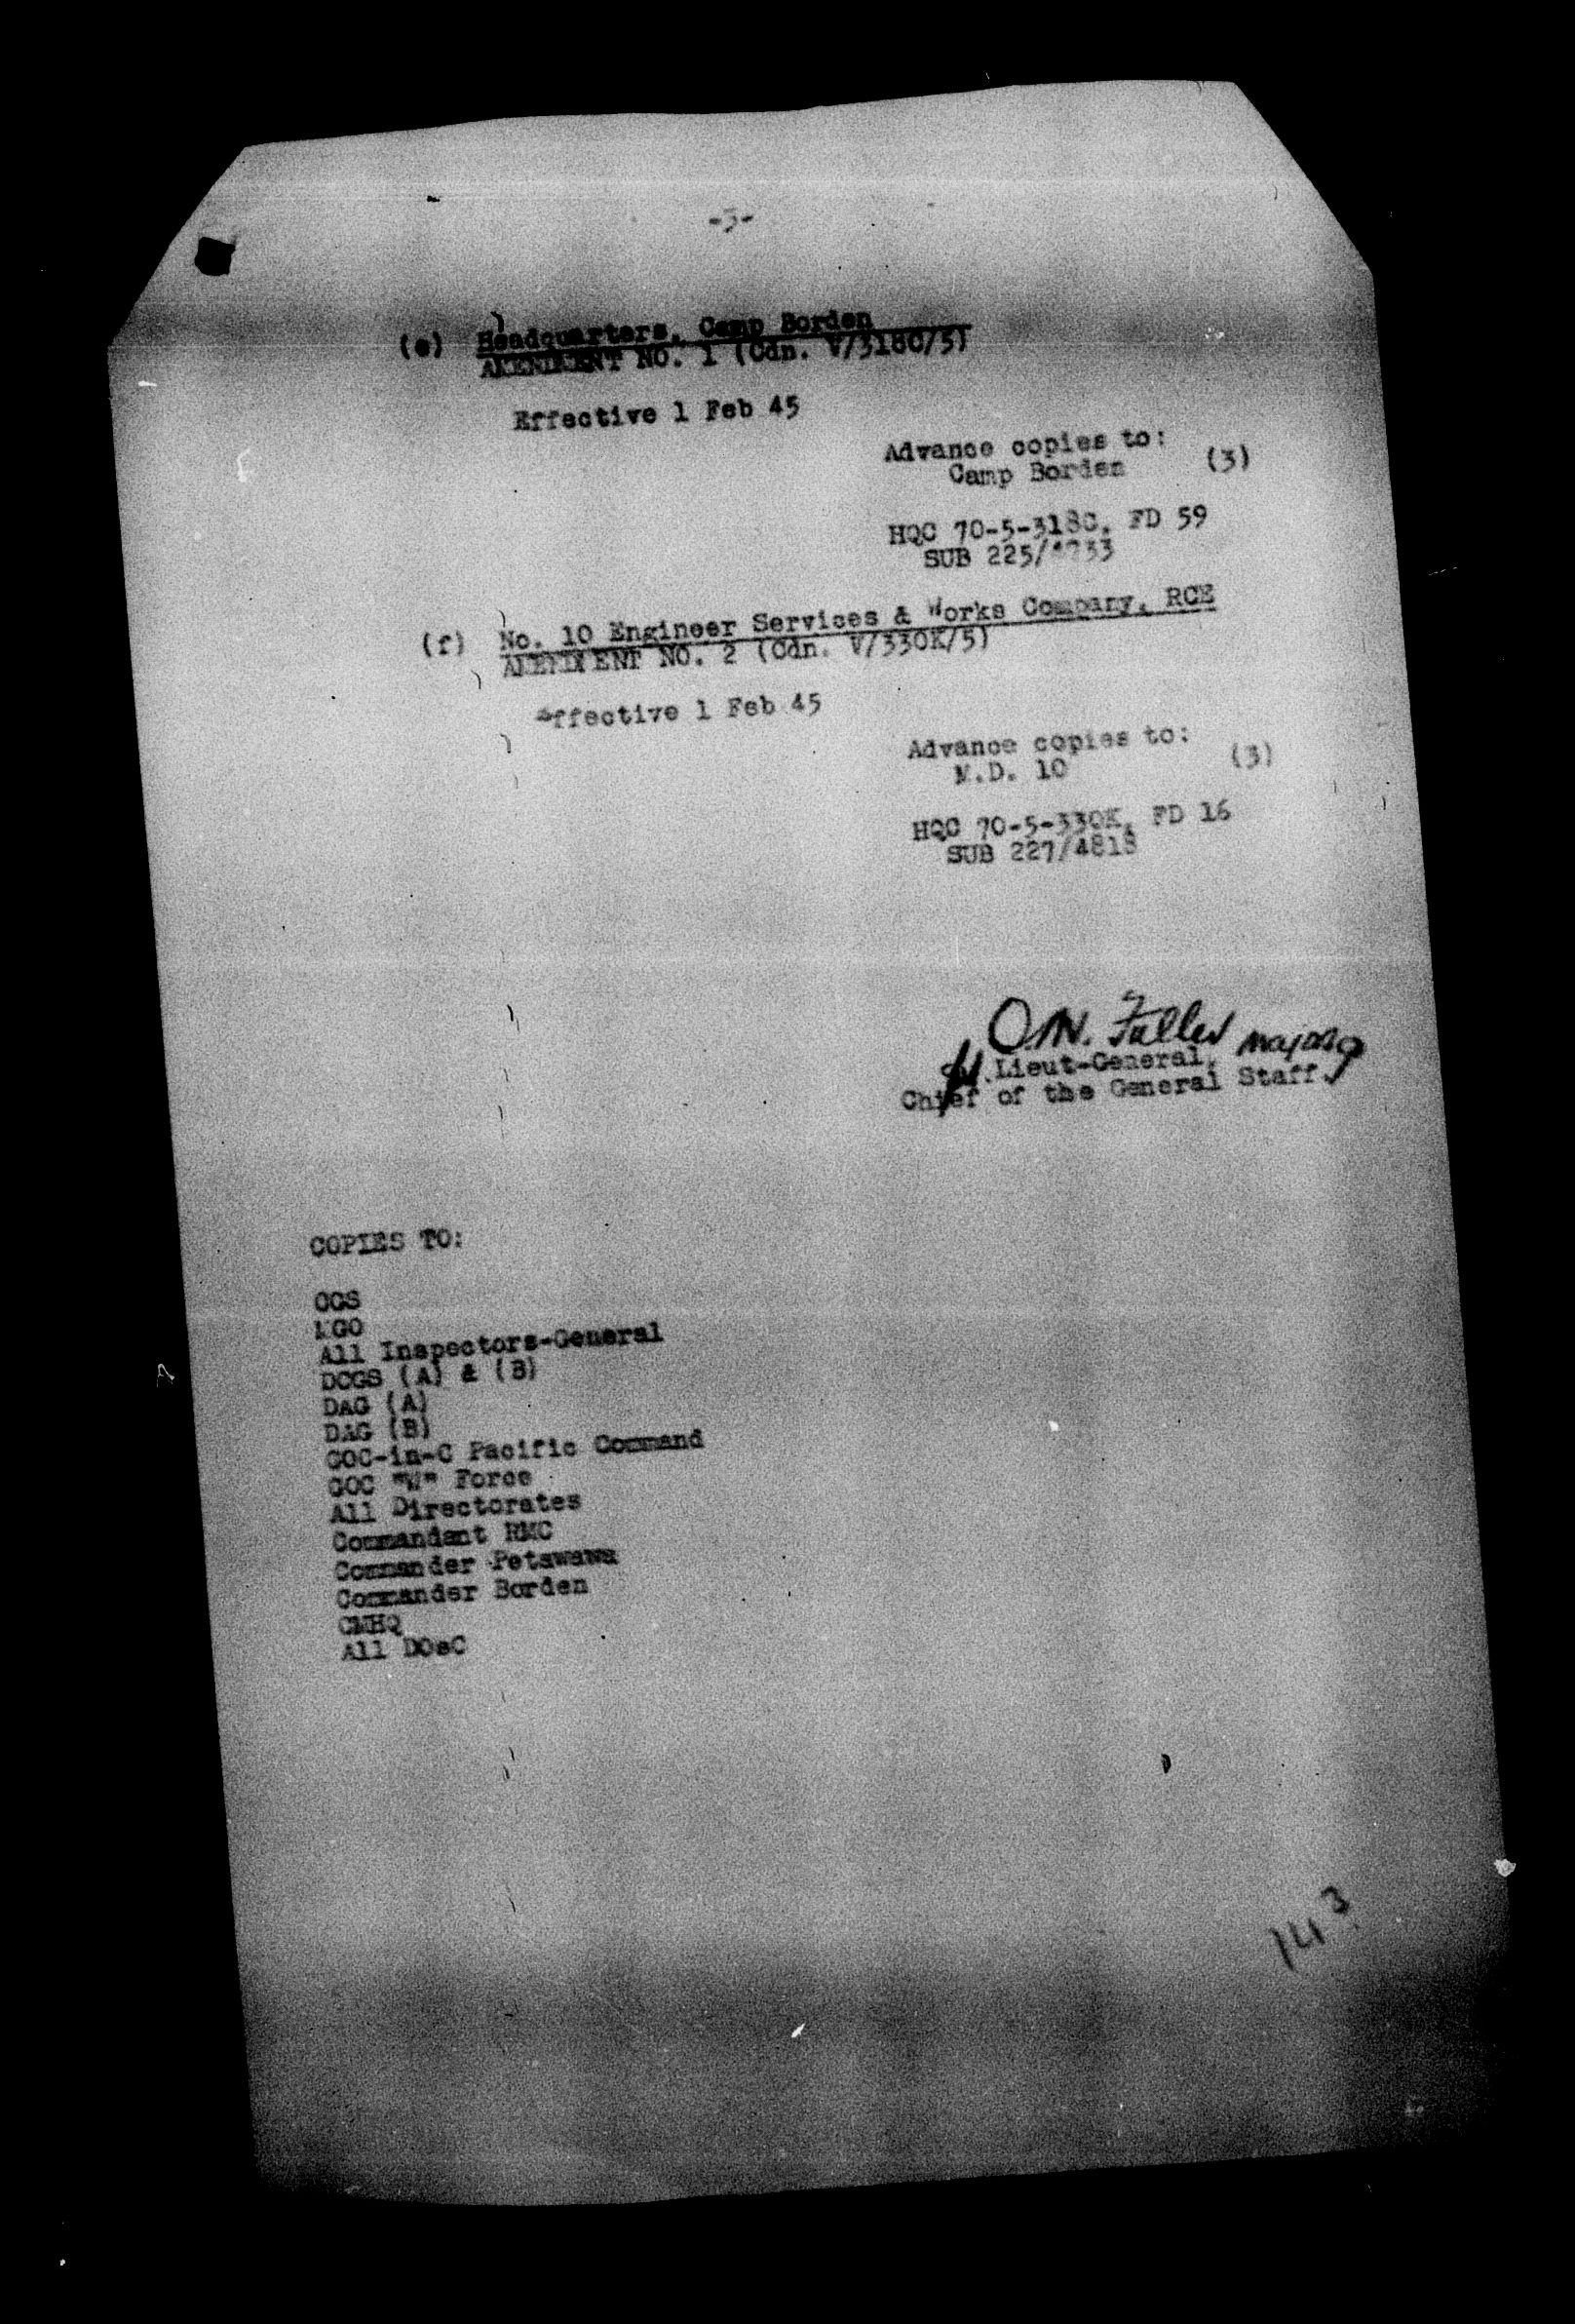 -3-
(e) Headquarters, Camp Borden
AMENDMENT NO. 1 (Cdn. V/318C/5)
Effective 1 Feb 45
Advance copies to:
Camp Borden (3)
HQC 70-5-318C, FD 59
SUB 225/
(f) No. 10 Engineer Services & Works Company, RCE
AMENDMENT NO. 2 (Cdn. V/330K/5)
Effective 1 Feb 45
Advance copies to:
M.D. 10 (3)
HQC 70-5-330K, FD 16
SUB 227/4818
Fuller Major
Lieut-General,
Chief of the General Staff.
COPIES TO:
CGS
MGO
All Inspectors-General
DCGS (A) & (B)
DAG (A)
DAG (B)
GOC-in-C Pacific Command
GOC "W" Force
All Directorates
Commandant RMC
Commander Petawawa
Commander Borden
CMHQ
All DOsC
143